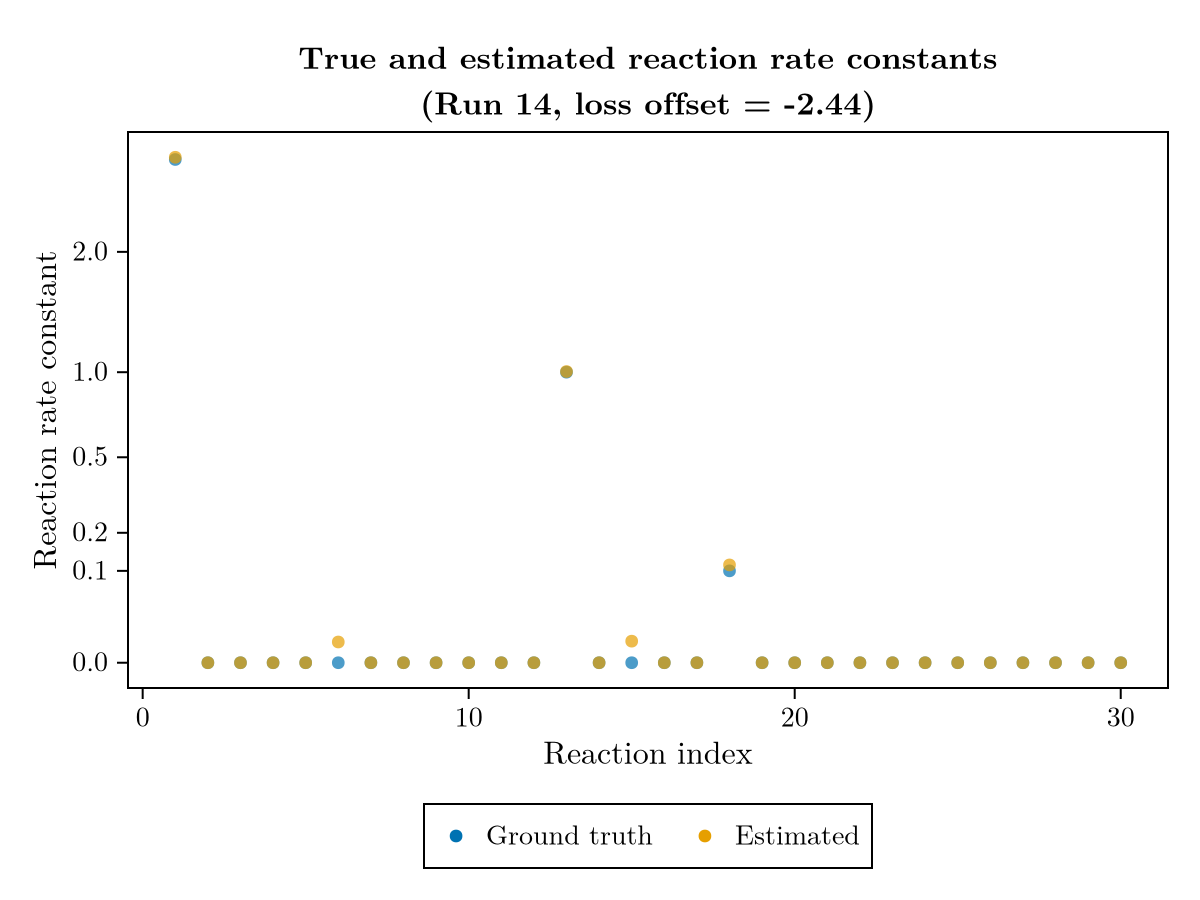 True and estimated reaction rate constants
(Run 14, loss offset = -2.44)
Reaction rate constant
2.0
1.0
0.5
0.2
0.1
0.0
0 10 20 30
Reaction index
Ground truth Estimated